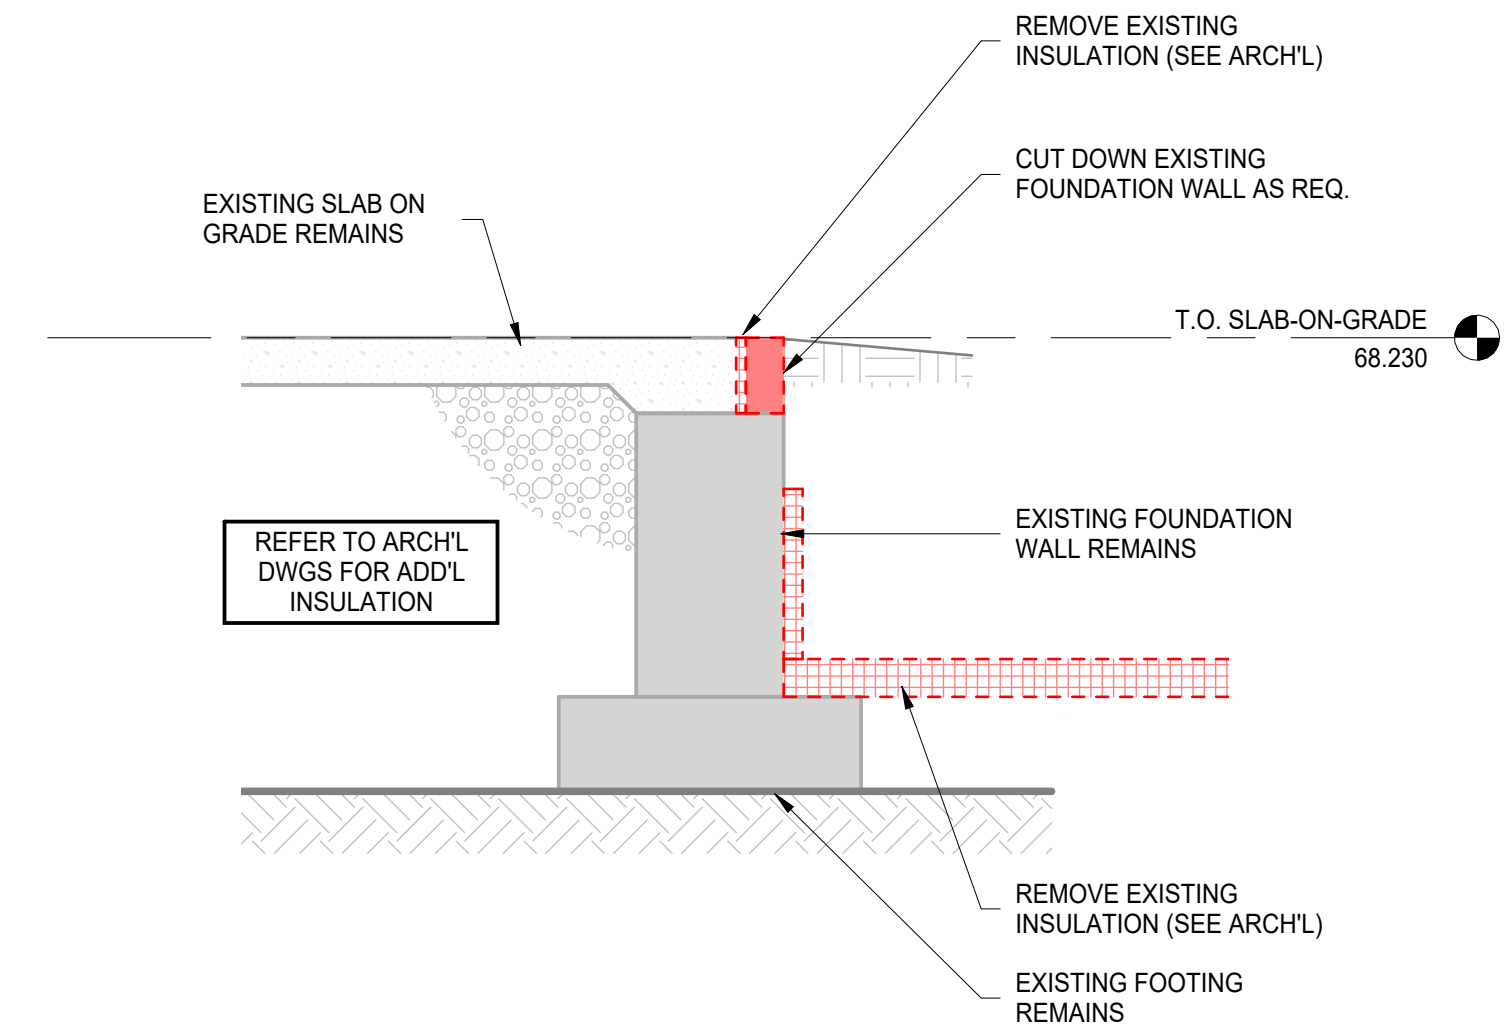 REMOVE EXISTING
INSULATION (SEE ARCH'L)
CUT DOWN EXISTING
FOUNDATION WALL AS REQ.
EXISTING SLAB ON
GRADE REMAINS
T.O. SLAB-ON-GRADE
68.230
EXISTING FOUNDATION
WALL REMAINS
REFER TO ARCH'L
DWGS FOR ADD'L
INSULATION
REMOVE EXISTING
INSULATION (SEE ARCH'L)
EXISTING FOOTING
REMAINS